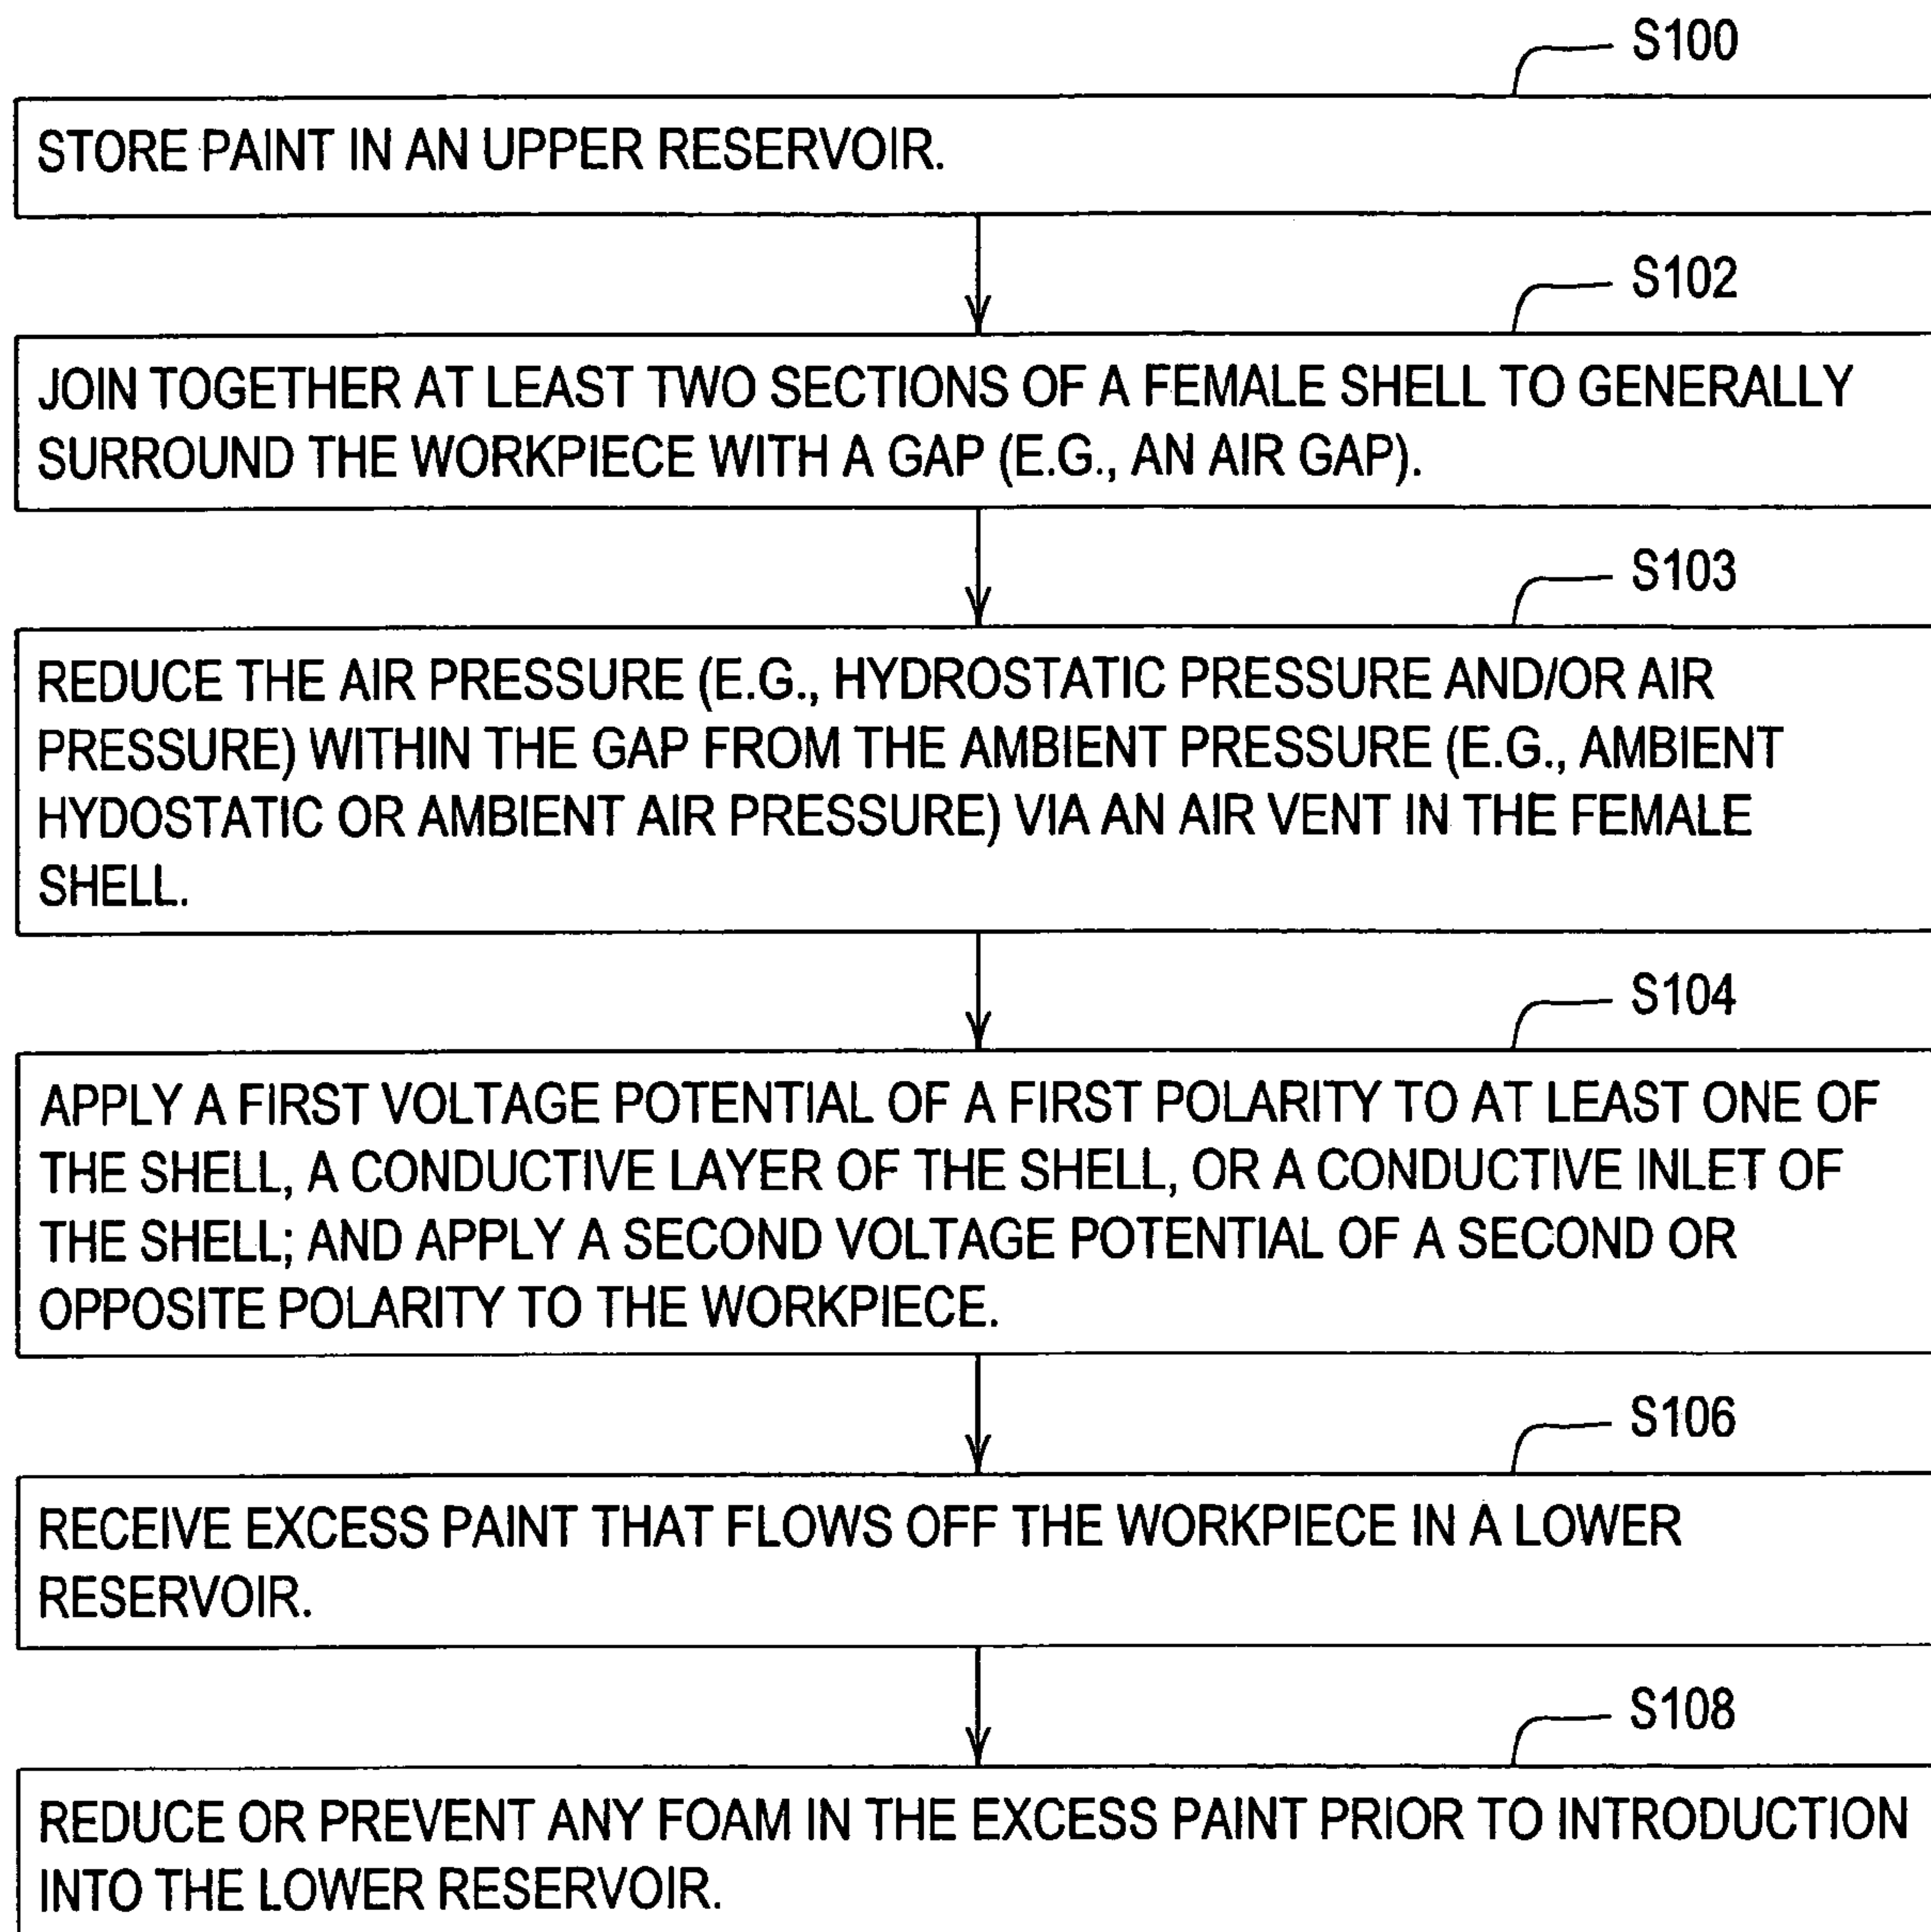 S100
STORE PAINT IN AN UPPER RESERVOIR.
S102
JOIN TOGETHER AT LEAST TWO SECTIONS OF A FEMALE SHELL TO GENERALLY
SURROUND THE WORKPIECE WITH A GAP (E.G., AN AIR GAP).
S103
REDUCE THE AIR PRESSURE (E.G., HYDROSTATIC PRESSURE AND/OR AIR
PRESSURE) WITHIN THE GAP FROM THE AMBIENT PRESSURE (E.G., AMBIENT
HYDOSTATIC OR AMBIENT AIR PRESSURE) VIA AN AIR VENT IN THE FEMALE
SHELL.
S104
APPLY A FIRST VOLTAGE POTENTIAL OF A FIRST POLARITY TO AT LEAST ONE OF
THE SHELL, A CONDUCTIVE LAYER OF THE SHELL, OR A CONDUCTIVE INLET OF
THE SHELL; AND APPLY A SECOND VOLTAGE POTENTIAL OF A SECOND OR
OPPOSITE POLARITY TO THE WORKPIECE.
S106
RECEIVE EXCESS PAINT THAT FLOWS OFF THE WORKPIECE IN A LOWER
RESERVOIR.
S108
REDUCE OR PREVENT ANY FOAM IN THE EXCESS PAINT PRIOR TO INTRODUCTION
INTO THE LOWER RESERVOIR.